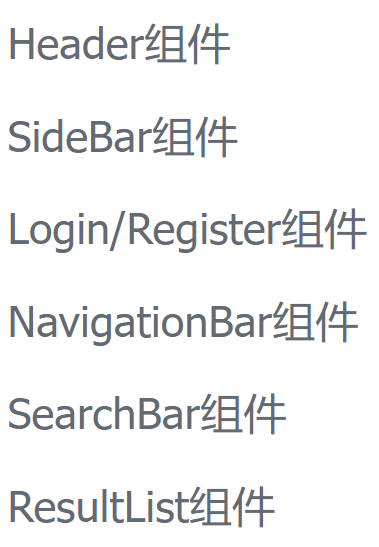 Header组件
SideBar组件
Login/Register组件
NavigationBar组件
SearchBar组件
ResultList组件